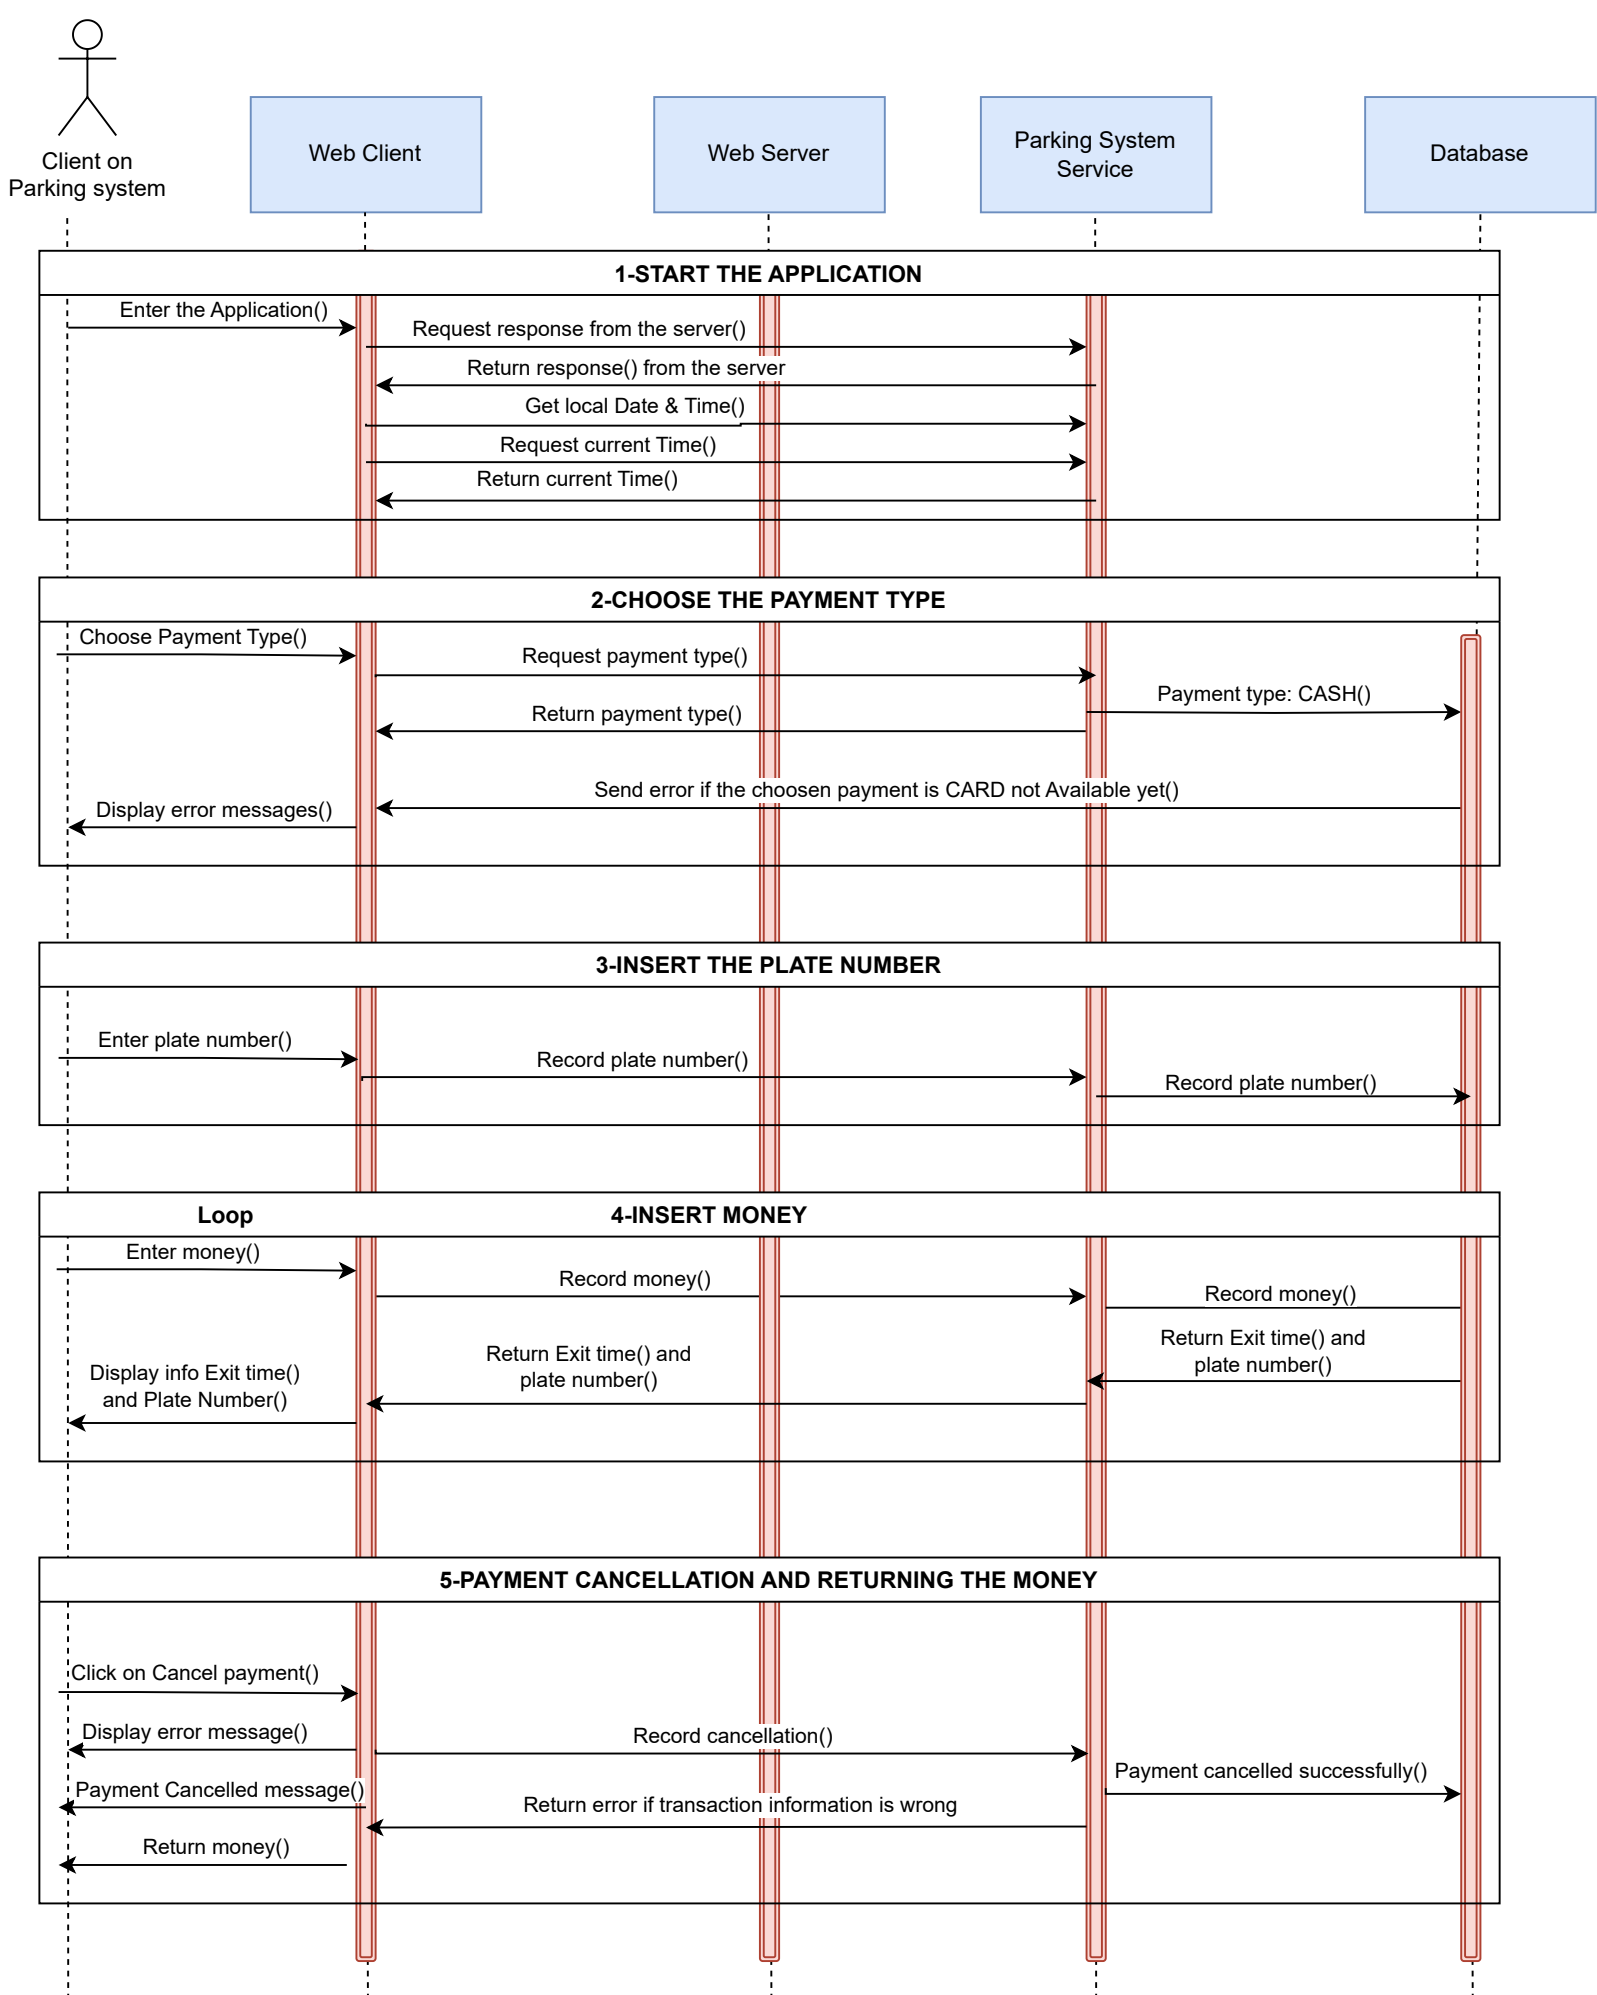 Client on
Parking system
Web Client
Web Server
Parking System
Service
Database
1-START THE APPLICATION
Enter the Application()
Request response from the server()
Return response() from the server
Get local Date & Time()
Request current Time()
Return current Time()
2-CHOOSE THE PAYMENT TYPE
Choose Payment Type()
Request payment type()
Payment type: CASH()
Return payment type()
Send error if the choosen payment is CARD not Available yet()
Display error messages()
3-INSERT THE PLATE NUMBER
Enter plate number()
Record plate number()
Record plate number()
Loop
4-INSERT MONEY
Enter money()
Record money()
Record money()
Return Exit time() and
plate number()
Return Exit time() and
plate number()
Display info Exit time()
and Plate Number()
5-PAYMENT CANCELLATION AND RETURNING THE MONEY
Click on Cancel payment()
Display error message()
Record cancellation()
Payment cancelled successfully()
Payment Cancelled message()
Return error if transaction information is wrong
Return money()